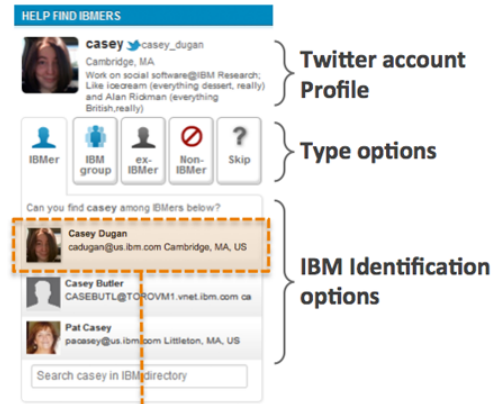 HELP FIND IBMERS
casey casey_dugan
Cambridge, MA
Work on social software@IBM Research;
Like icecream (everything dessert, really)
and Alan Rickman (everything
British,really)
Twitter account
Profile
IBMer
IBM
group
ex-
IBMer
Non-
IBMer
?
Skip
Type options
Can you find casey among IBMers below?
Casey Dugan
cadugan@us.ibm.com Cambridge, MA, US
Casey Butler
CASEBUTL@TOROVM1.vnet.ibm.com ca
Pat Casey
pacasey@us.ibm.com Littleton, MA, US
IBM Identification
options
Search casey in IBM directory